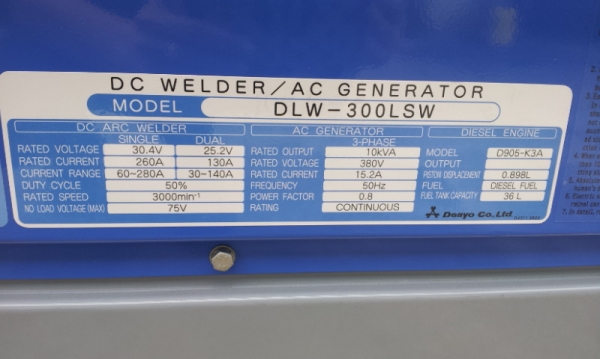 DC WELDER/AC GENERATOR
MODEL DLW-300LSW
DC ARC WELDER AC GENERATOR DIESEL ENGINE
SINGLE DUAL 3-PHASE
RATED VOLTAGE 30.4V 25.2V RATED OUTPUT 10kVA MODEL D905-K3A
RATED CURRENT 260A 130A RATED VOLTAGE 380V OUTPUT
CURRENT RANGE 60-280A 30-140A RATED CURRENT 15.2A PISTON DISPLACEMENT 0.898L
DUTY CYCLE 50% FREQUENCY 50Hz FUEL DIESEL FUEL
RATED SPEED 3000min⁻¹ POWER FACTOR 0.8 FUEL TANK CAPACITY 36L
NO LOAD VOLTAGE(MAX) 75V RATING CONTINUOUS Denyo Co.,Ltd.